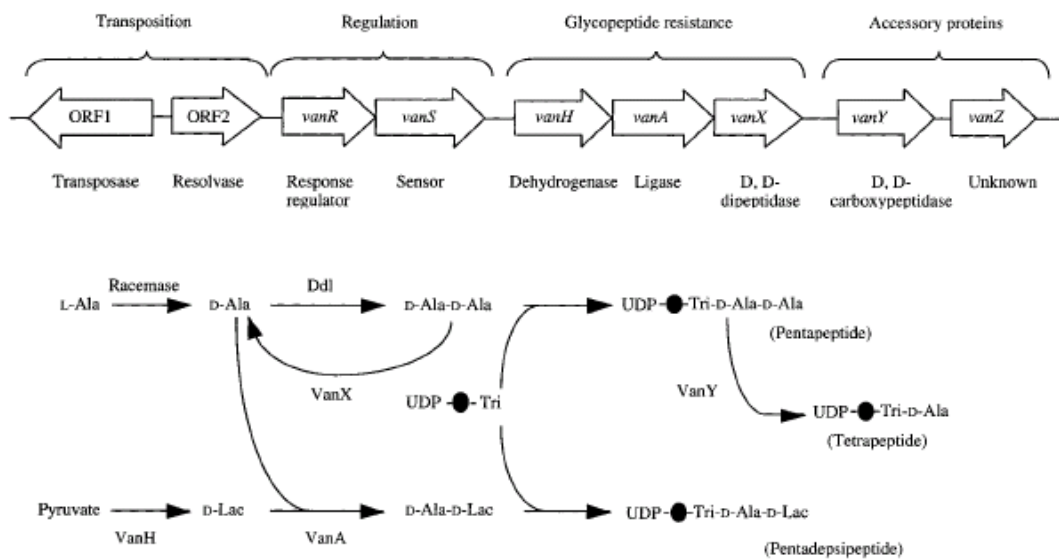 Transposition Regulation Glycopeptide resistance Accessory proteins
ORF1 ORF2 vanR vanS vanH vanA vanX vanY vanZ
Transposase Resolvase Response regulator Sensor Dehydrogenase Ligase D, D-dipeptidase D, D-carboxypeptidase Unknown
L-Ala Racemase D-Ala Ddl D-Ala-D-Ala UDP Tri-D-Ala-D-Ala
(Pentapeptide)
VanX UDP Tri VanY
UDP Tri-D-Ala
(Tetrapeptide)
Pyruvate D-Lac D-Ala-D-Lac UDP Tri-D-Ala-D-Lac
VanH VanA
(Pentadepsipeptide)